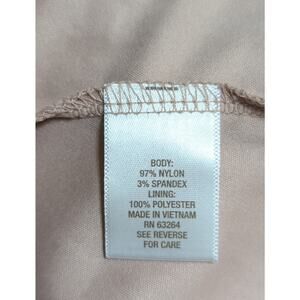 BODY:
97% NYLON
3% SPANDEX
LINING:
100% POLYESTER
MADE IN VIETNAM
RN 63264
SEE REVERSE
FOR CARE